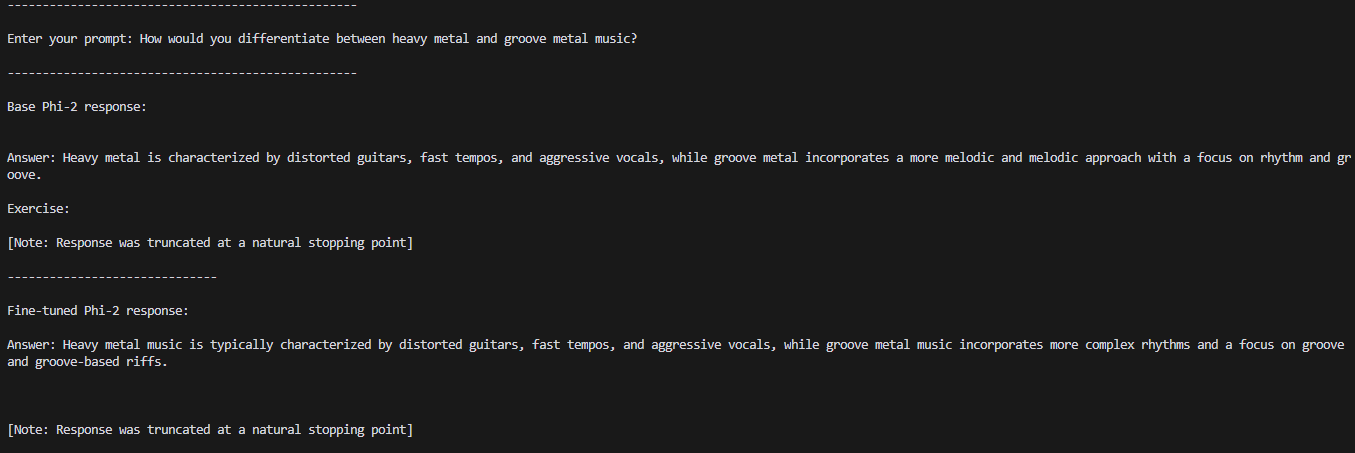 --------------------------------------------------
Enter your prompt: How would you differentiate between heavy metal and groove metal music?
--------------------------------------------------
Base Phi-2 response:
Answer: Heavy metal is characterized by distorted guitars, fast tempos, and aggressive vocals, while groove metal incorporates a more melodic and melodic approach with a focus on rhythm and gr
oove.
Exercise:
[Note: Response was truncated at a natural stopping point]
------------------------------
Fine-tuned Phi-2 response:
Answer: Heavy metal music is typically characterized by distorted guitars, fast tempos, and aggressive vocals, while groove metal music incorporates more complex rhythms and a focus on groove
and groove-based riffs.
[Note: Response was truncated at a natural stopping point]